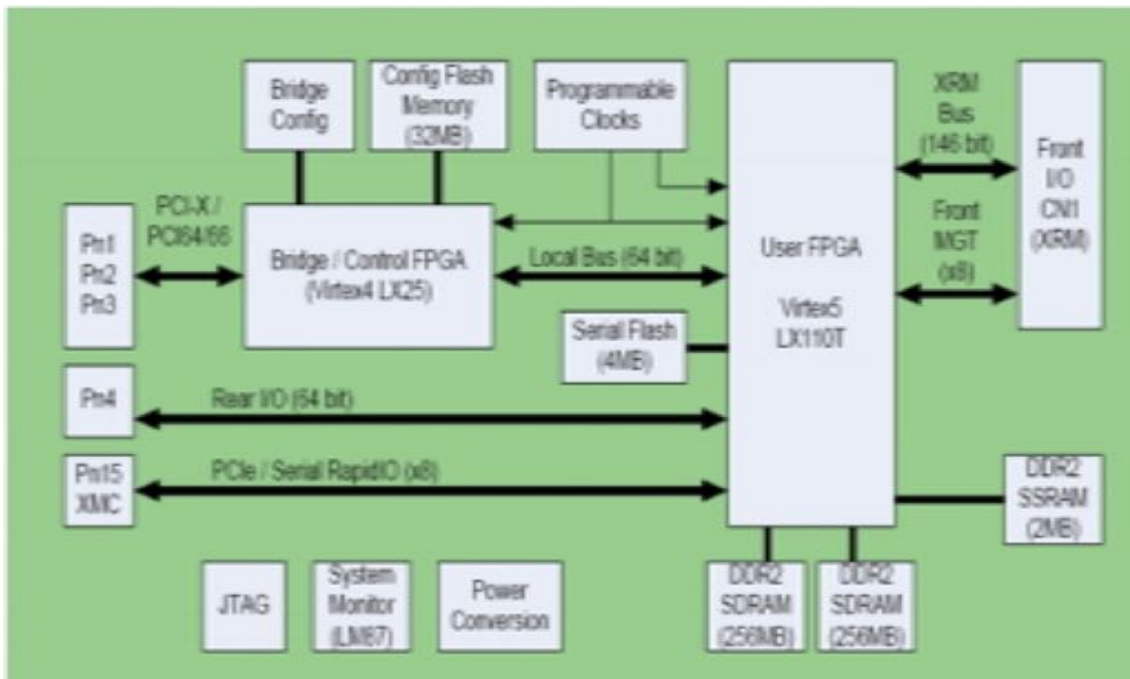 Bridge
Config
Config Flash
Memory
(32MB)
Programmable
Clocks
XRM
Bus
(146 bit)
Front
I/O
CN1
(XRM)
Front
MGT
(x8)
PCI-X /
PCI64/66
Pn1
Pn2
Pn3
Bridge / Control FPGA
(Virtex4 LX25)
Local Bus (64 bit)
User FPGA
Virtex5
LX110T
Serial Flash
(4MB)
Pn4
Rear I/O (64 bit)
Pn15
XMC
PCIe / Serial RapidIO (x8)
DDR2
SSRAM
(2MB)
JTAG
System
Monitor
(LM87)
Power
Conversion
DDR2
SDRAM
(256MB)
DDR2
SDRAM
(256MB)